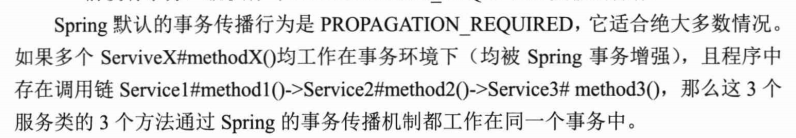 Spring 默认的事务传播行为是 PROPAGATION_REQUIRED，它适合绝大多数情况。
如果多个 ServiveX#methodX()均工作在事务环境下（均被 Spring 事务增强），且程序中
存在调用链 Service1#method1()->Service2#method2()->Service3# method3()，那么这 3 个
服务类的 3 个方法通过 Spring 的事务传播机制都工作在同一个事务中。